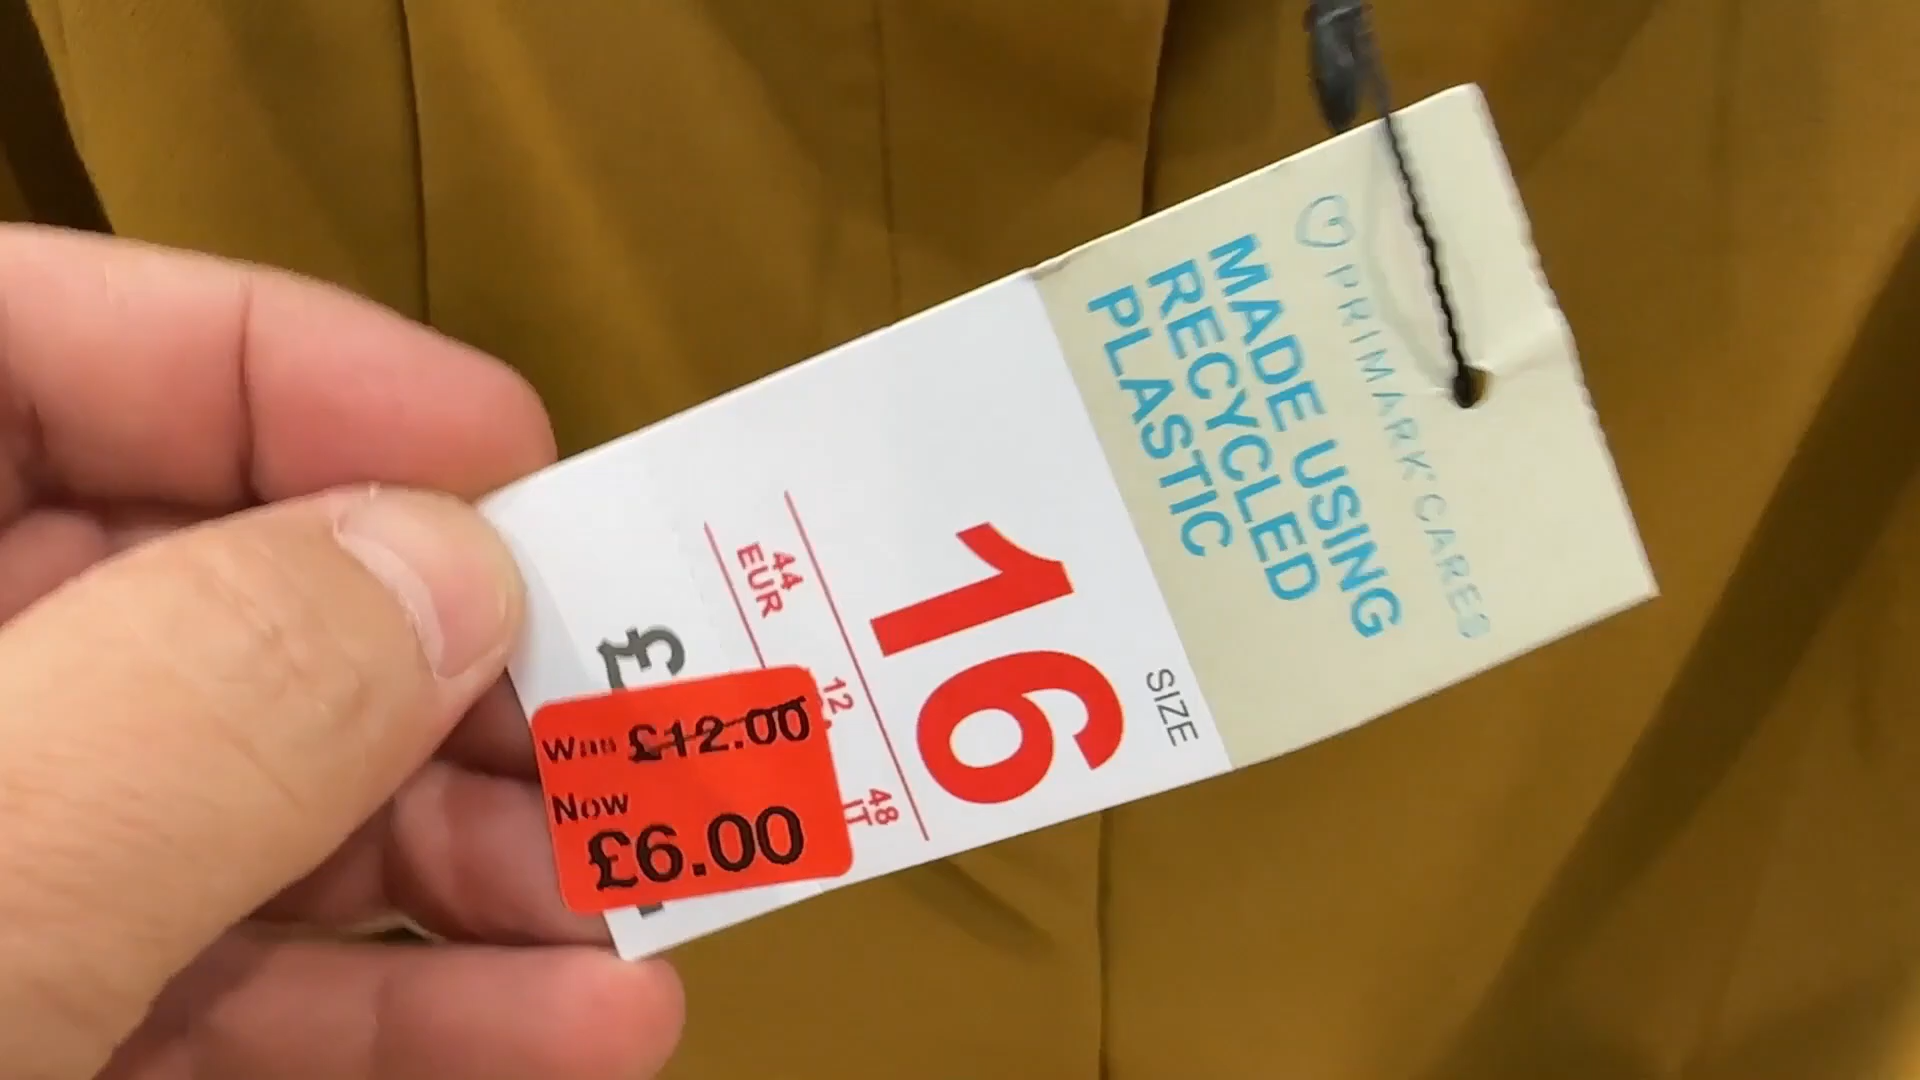 PRIMARK CARES
MADE USING
RECYCLED
PLASTIC
SIZE
16
44
EUR
12
48
IT
£
Was £12.00
Now
£6.00